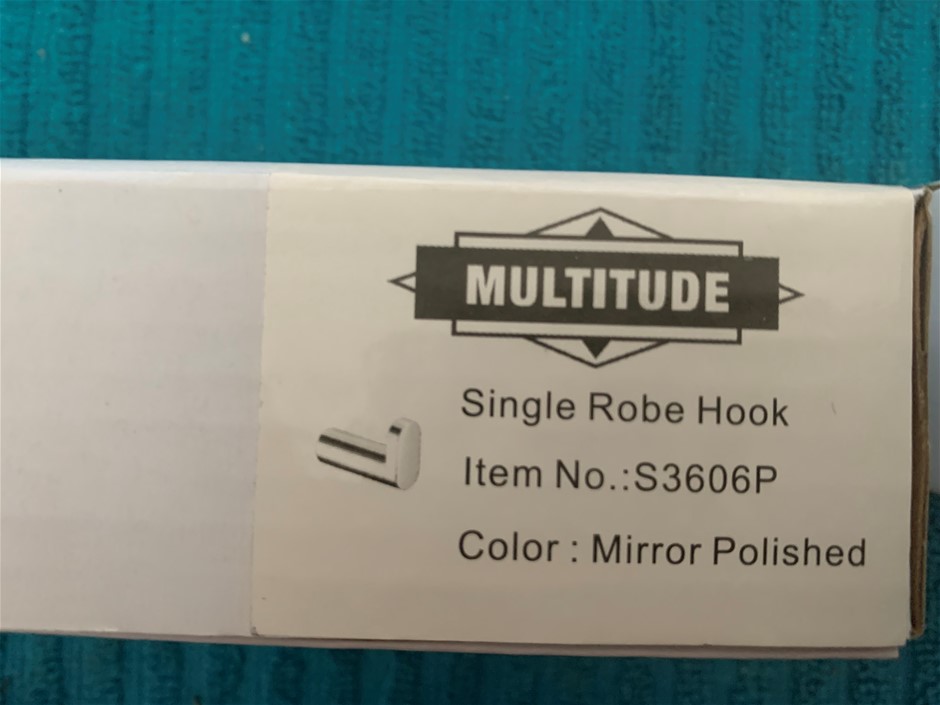 MULTITUDE
Single Robe Hook
Item No.:S3606P
Color : Mirror Polished